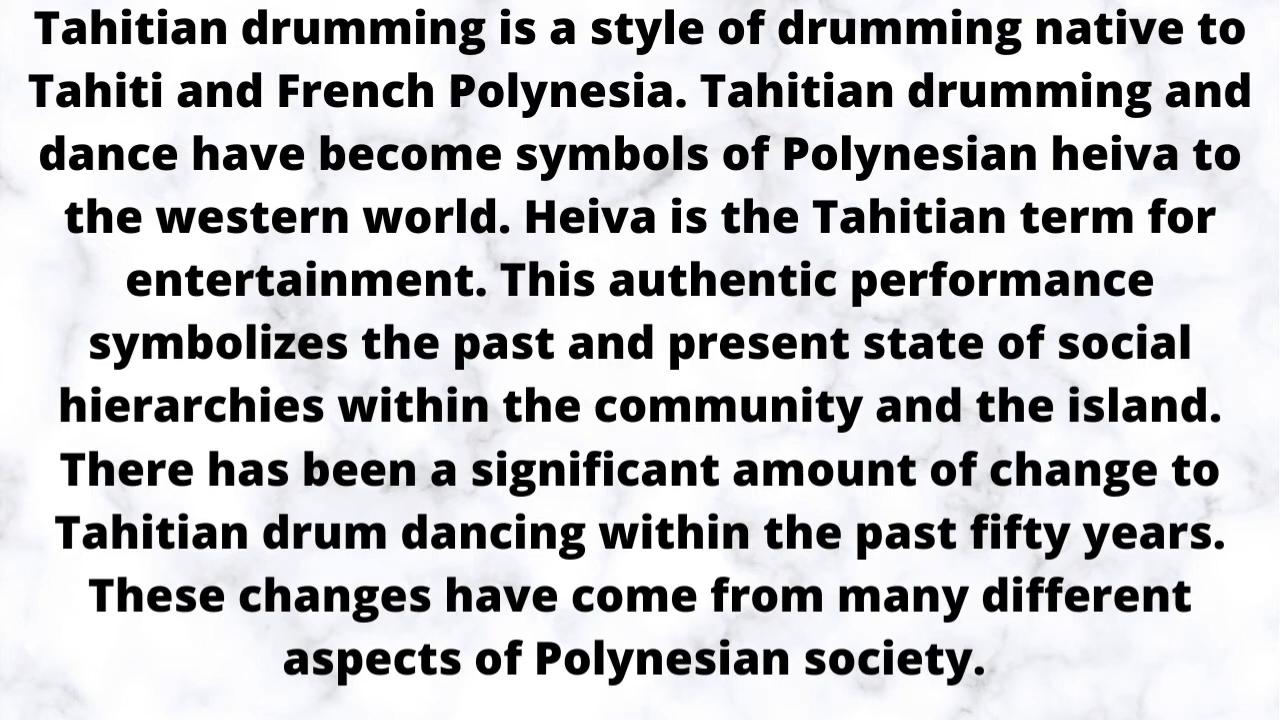 Tahitian drumming is a style of drumming native to
Tahiti and French Polynesia. Tahitian drumming and
dance have become symbols of Polynesian heiva to
the western world. Heiva is the Tahitian term for
entertainment. This authentic performance
symbolizes the past and present state of social
hierarchies within the community and the island.
There has been a significant amount of change to
Tahitian drum dancing within the past fifty years.
These changes have come from many different
aspects of Polynesian society.